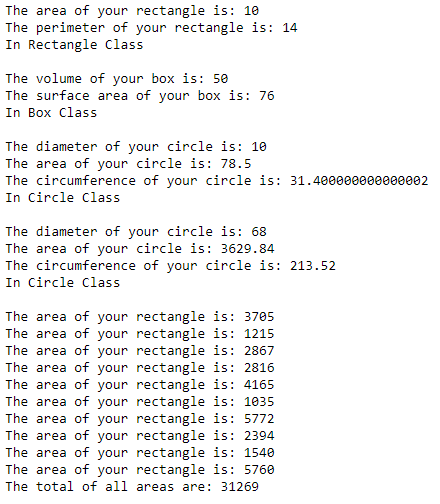 The area of your rectangle is: 10
The perimeter of your rectangle is: 14
In Rectangle Class
The volume of your box is: 50
The surface area of your box is: 76
In Box Class
The diameter of your circle is: 10
The area of your circle is: 78.5
The circumference of your circle is: 31.400000000000002
In Circle Class
The diameter of your circle is: 68
The area of your circle is: 3629.84
The circumference of your circle is: 213.52
In Circle Class
The area of your rectangle is: 3705
The area of your rectangle is: 1215
The area of your rectangle is: 2867
The area of your rectangle is: 2816
The area of your rectangle is: 4165
The area of your rectangle is: 1035
The area of your rectangle is: 5772
The area of your rectangle is: 2394
The area of your rectangle is: 1540
The area of your rectangle is: 5760
The total of all areas are: 31269